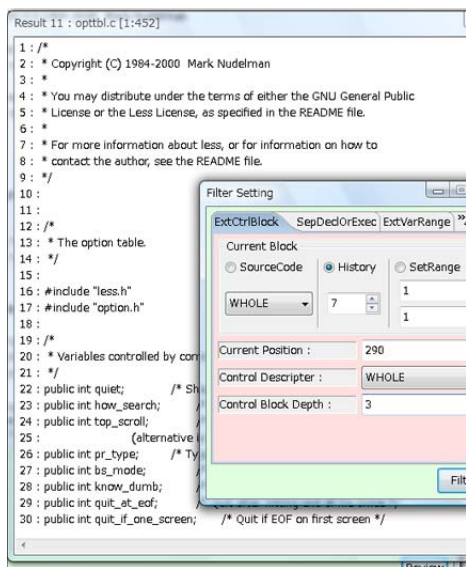 Result 11 : opttbl.c [1:452]
1 : /*
2 : * Copyright (C) 1984-2000 Mark Nudelman
3 : *
4 : * You may distribute under the terms of either the GNU General Public
5 : * License or the Less License, as specified in the README file.
6 : *
7 : * For more information about less, or for information on how to
8 : * contact the author, see the README file.
9 : */
10 :
11 :
12 : /*
13 : * The option table.
14 : */
15 :
16 : #include "less.h"
17 : #include "option.h"
18 :
19 : /*
20 : * Variables controlled by
21 : */
22 : public int quiet; /*
23 : public int how_search;
24 : public int top_scroll;
25 : (alternative
26 : public int pr_type; /*
27 : public int bs_mode;
28 : public int know_dumb;
29 : public int quit_at_eof;
30 : public int quit_if_one_screen; /* Quit if EOF on first screen */
Filter Setting
ExtCtrlBlock SepDeclOrExec ExtVarRange
Current Block
SourceCode History SetRange
WHOLE 7 1
1
Current Position : 290
Control Descripter : WHOLE
Control Block Depth : 3